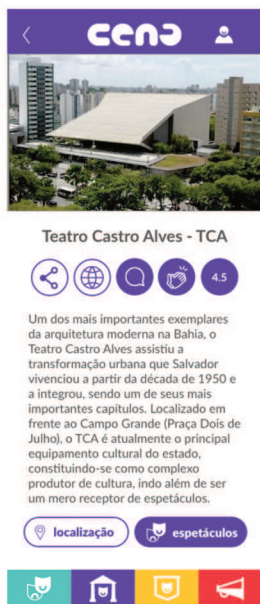 cena
Teatro Castro Alves - TCA
4.5
Um dos mais importantes exemplares
da arquitetura moderna na Bahia, o
Teatro Castro Alves assistiu a
transformação urbana que Salvador
vivenciou a partir da década de 1950 e
a integrou, sendo um de seus mais
importantes capítulos. Localizado em
frente ao Campo Grande (Praça Dois de
Julho), o TCA é atualmente o principal
equipamento cultural do estado,
constituindo-se como complexo
produtor de cultura, indo além de ser
um mero receptor de espetáculos.
localização
espetáculos